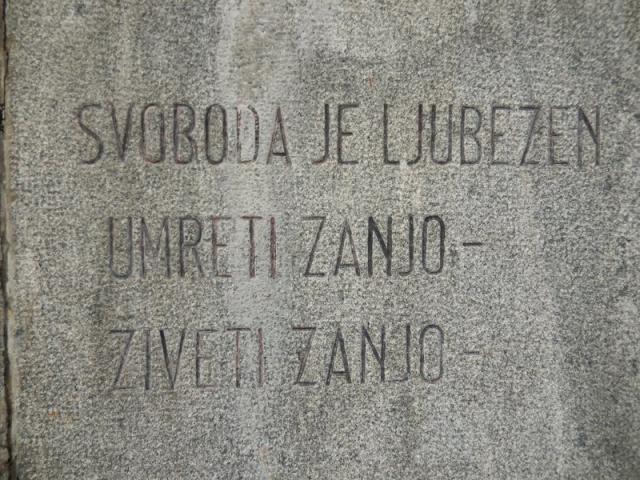 SVOBODA JE LJUBEZEN
UMRETI ZANJO -
ZIVETI ZANJO -